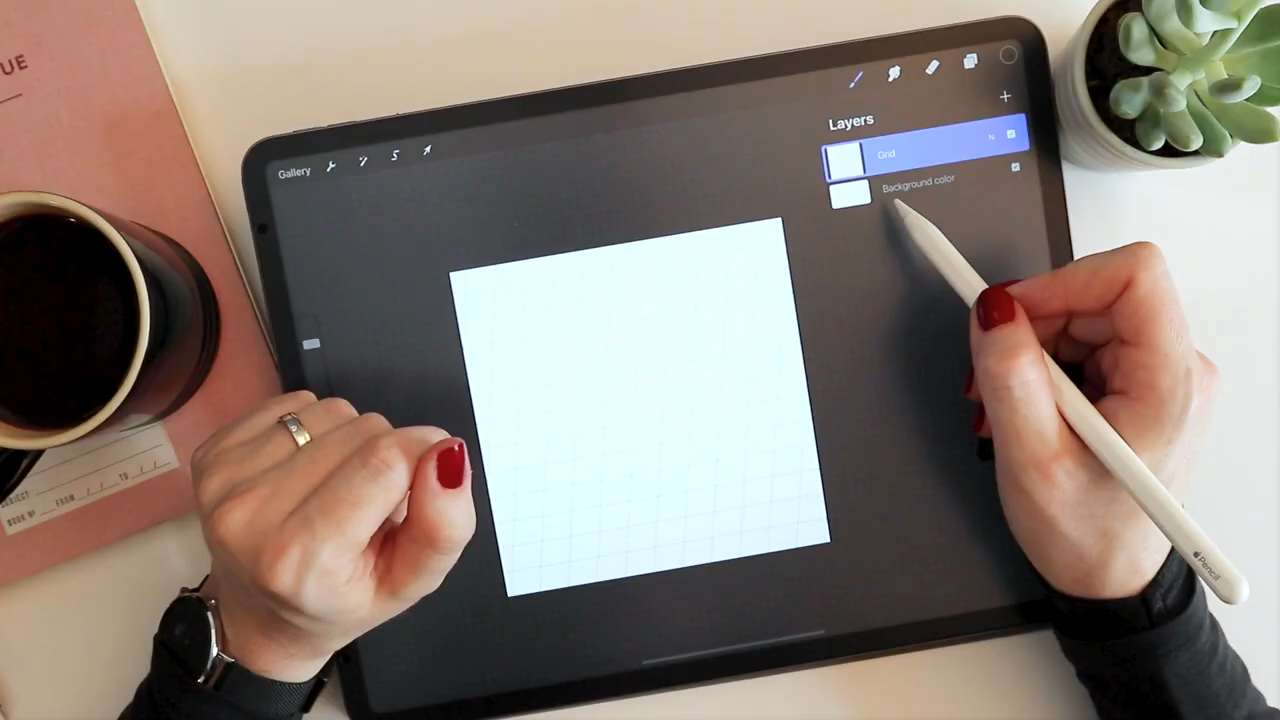 UE
Gallery
Layers
Grid
N
Background color
SUBJECT
BOOK Nº FROM / / TO / /
Pencil